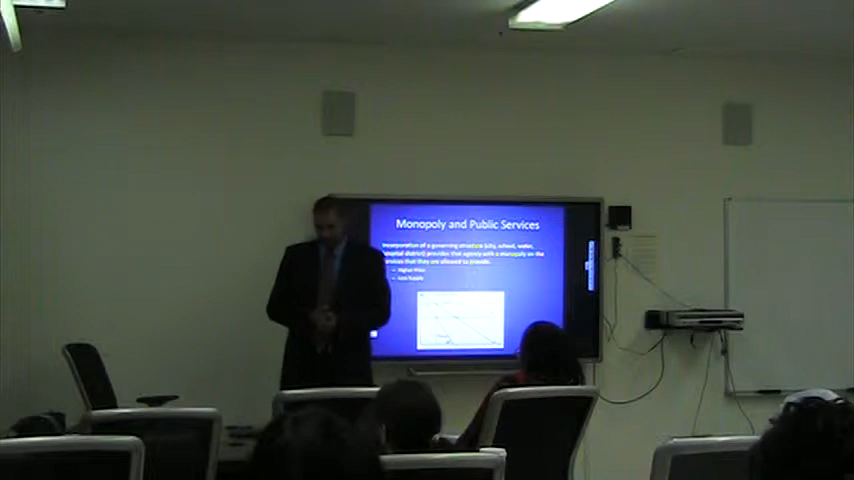 Monopoly and Public Services
Incorporation of a governing structure (city, school, water,
hospital district) provides that agency with a monopoly on the
services that they are allowed to provide.
– Higher Price
– Less Supply